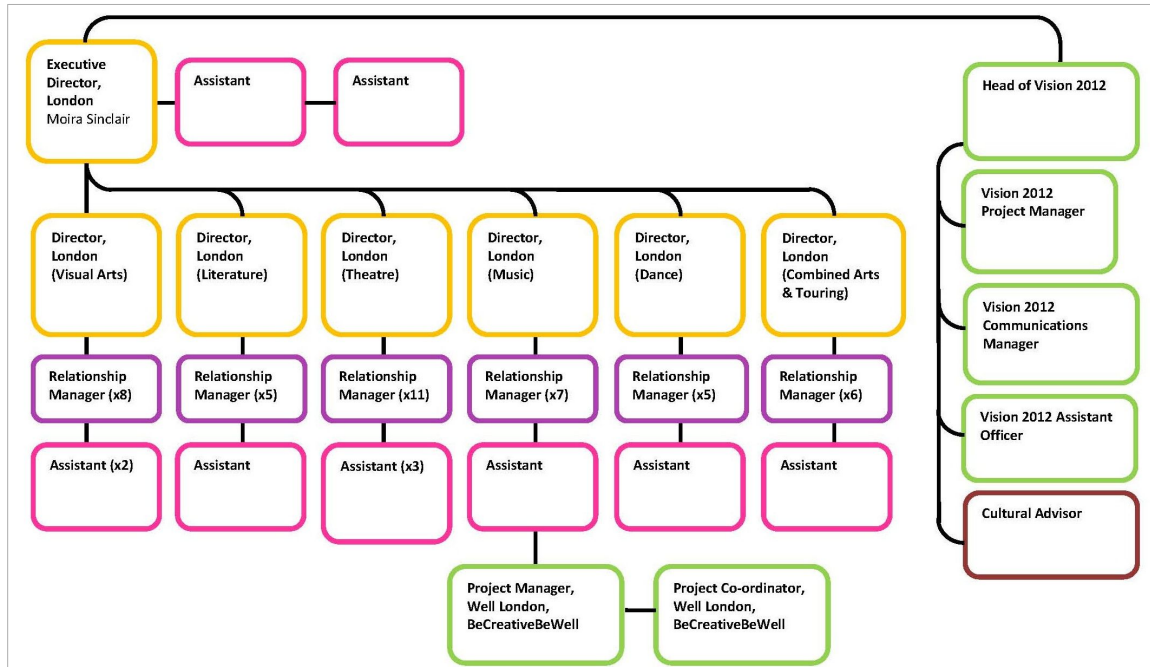 Executive
Director,
London
Moira Sinclair
Assistant
Assistant
Head of Vision 2012
Vision 2012
Project Manager
Vision 2012
Communications
Manager
Vision 2012 Assistant
Officer
Cultural Advisor
Director,
London
(Visual Arts)
Director,
London
(Literature)
Director,
London
(Theatre)
Director,
London
(Music)
Director,
London
(Dance)
Director,
London
(Combined Arts
& Touring)
Relationship
Manager (x8)
Relationship
Manager (x5)
Relationship
Manager (x11)
Relationship
Manager (x7)
Relationship
Manager (x5)
Relationship
Manager (x6)
Assistant (x2)
Assistant
Assistant (x3)
Assistant
Assistant
Assistant
Project Manager,
Well London,
BeCreativeBeWell
Project Co-ordinator,
Well London,
BeCreativeBeWell